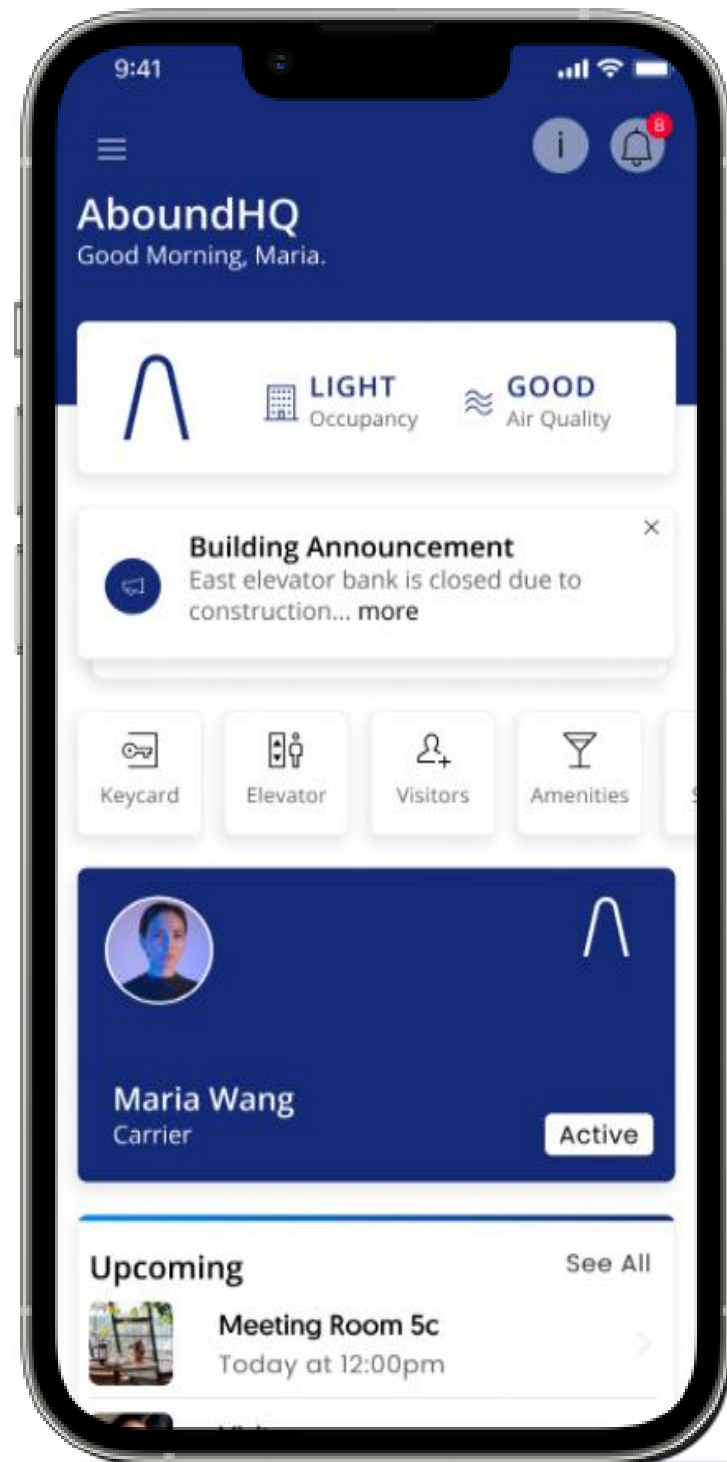 9:41
8
AboundHQ
Good Morning, Maria.
LIGHT
Occupancy
GOOD
Air Quality
Building Announcement
East elevator bank is closed due to
construction... more
Keycard
Elevator
Visitors
Amenities
Maria Wang
Carrier
Active
Upcoming
See All
Meeting Room 5c
Today at 12:00pm